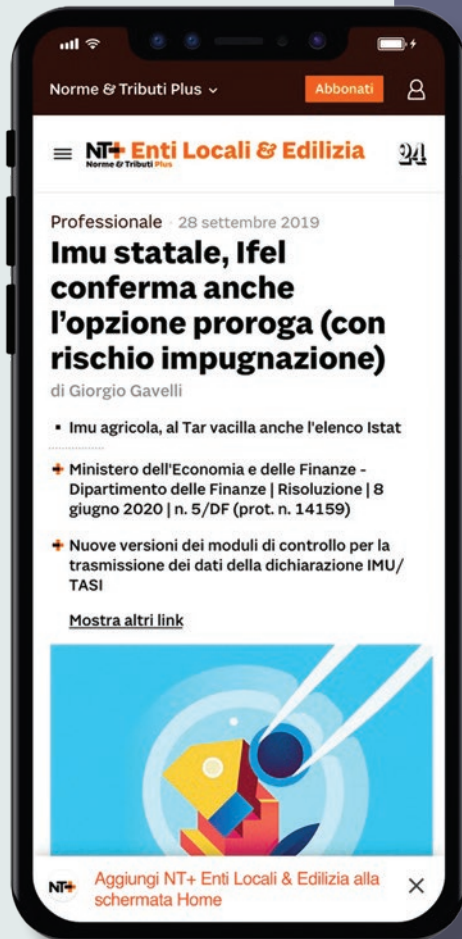 Norme & Tributi Plus
Abbonati
NT+ Enti Locali & Edilizia
Norme & Tributi Plus
24
Professionale 28 settembre 2019
Imu statale, Ifel
conferma anche
l'opzione proroga (con
rischio impugnazione)
di Giorgio Gavelli
Imu agricola, al Tar vacilla anche l'elenco Istat
Ministero dell'Economia e delle Finanze -
Dipartimento delle Finanze | Risoluzione | 8
giugno 2020 | n. 5/DF (prot. n. 14159)
Nuove versioni dei moduli di controllo per la
trasmissione dei dati della dichiarazione IMU/
TASI
Mostra altri link
NT+
Aggiungi NT+ Enti Locali & Edilizia alla
schermata Home